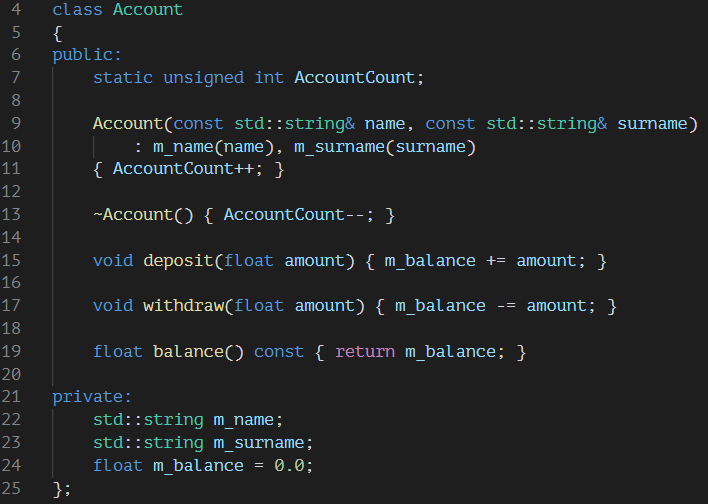 4 class Account
5 {
6 public:
7     static unsigned int AccountCount;
8
9     Account(const std::string& name, const std::string& surname)
10         : m_name(name), m_surname(surname)
11     { AccountCount++; }
12
13     ~Account() { AccountCount--; }
14
15     void deposit(float amount) { m_balance += amount; }
16
17     void withdraw(float amount) { m_balance -= amount; }
18
19     float balance() const { return m_balance; }
20
21 private:
22     std::string m_name;
23     std::string m_surname;
24     float m_balance = 0.0;
25 };